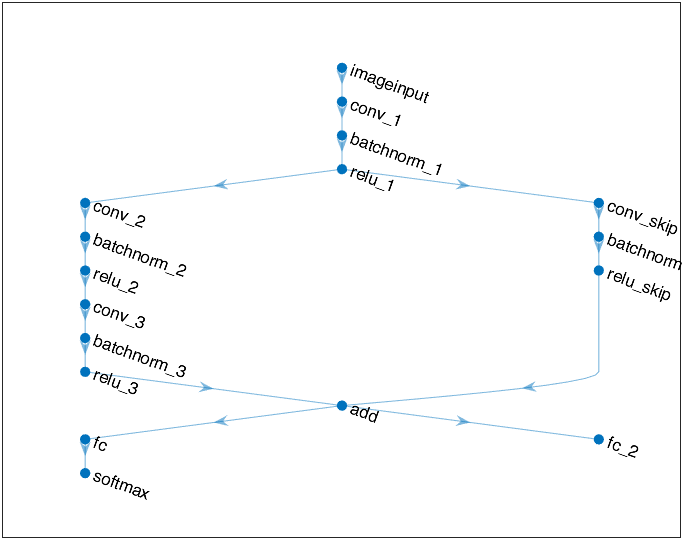 imageinput
conv_1
batchnorm_1
relu_1
conv_2
conv_skip
batchnorm_2
batchnorm
relu_2
relu_skip
conv_3
batchnorm_3
relu_3
add
fc
fc_2
softmax